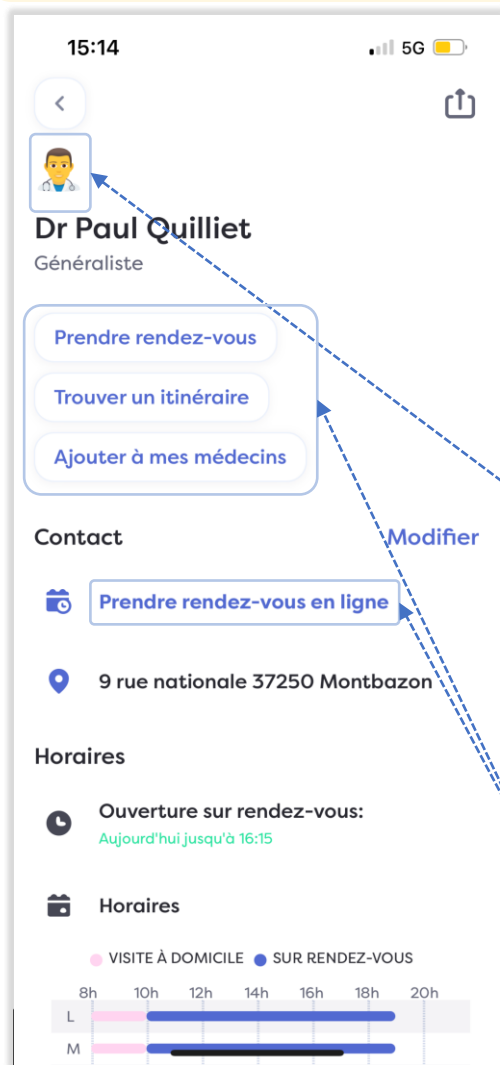 15:14
5G
Dr Paul Quilliet
Généraliste
Prendre rendez-vous
Trouver un itinéraire
Ajouter à mes médecins
Contact
Modifier
Prendre rendez-vous en ligne
9 rue nationale 37250 Montbazon
Horaires
Ouverture sur rendez-vous:
Aujourd'hui jusqu'à 16:15
Horaires
VISITE À DOMICILE SUR RENDEZ-VOUS
8h 10h 12h 14h 16h 18h 20h
L
M